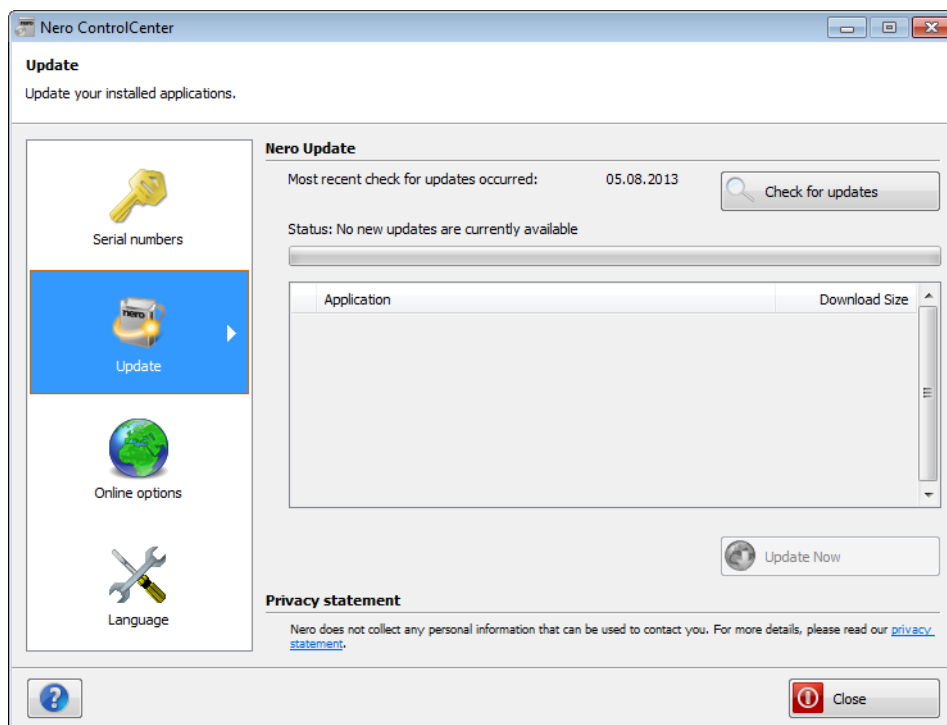 Nero ControlCenter
Update
Update your installed applications.
Serial numbers
Update
Online options
Language
Nero Update
Most recent check for updates occurred: 05.08.2013
Check for updates
Status: No new updates are currently available
Application Download Size
Update Now
Privacy statement
Nero does not collect any personal information that can be used to contact you. For more details, please read our privacy
statement.
Close